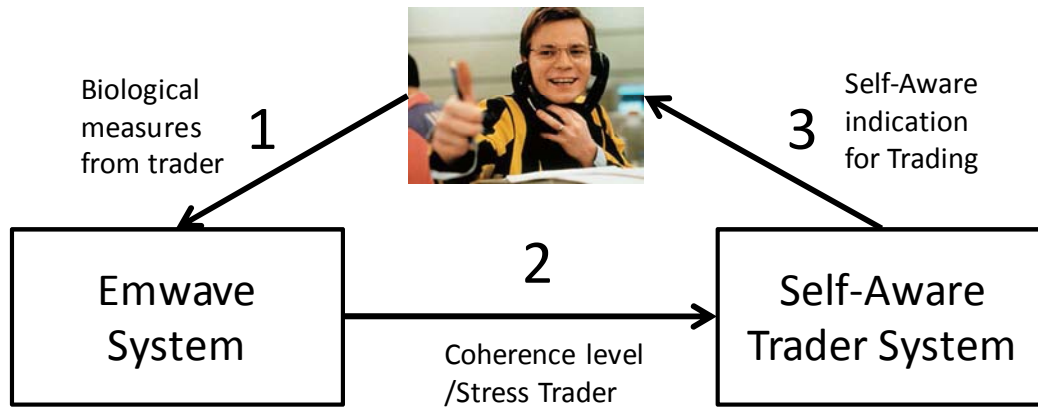 Biological
measures
from trader
1
3
Self-Aware
indication
for Trading
Emwave
System
2
Coherence level
/Stress Trader
Self-Aware
Trader System